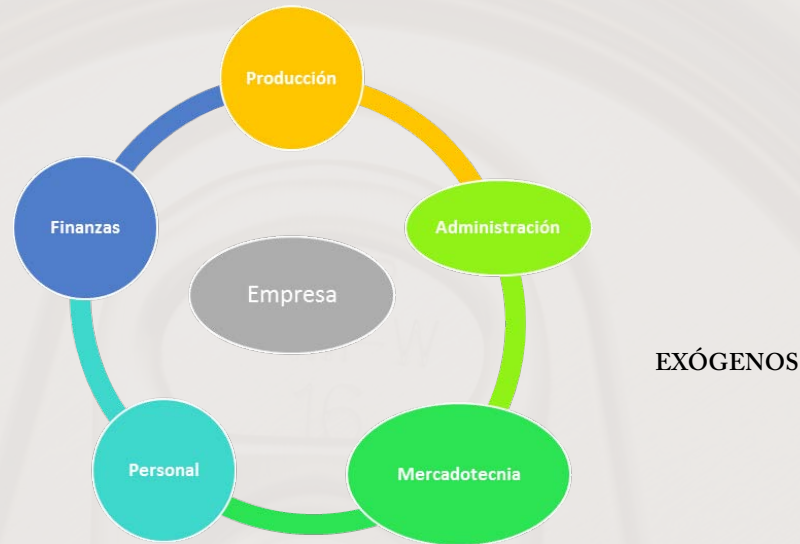 Producción
Finanzas
Administración
Empresa
EXÓGENOS
Personal
Mercadotecnia